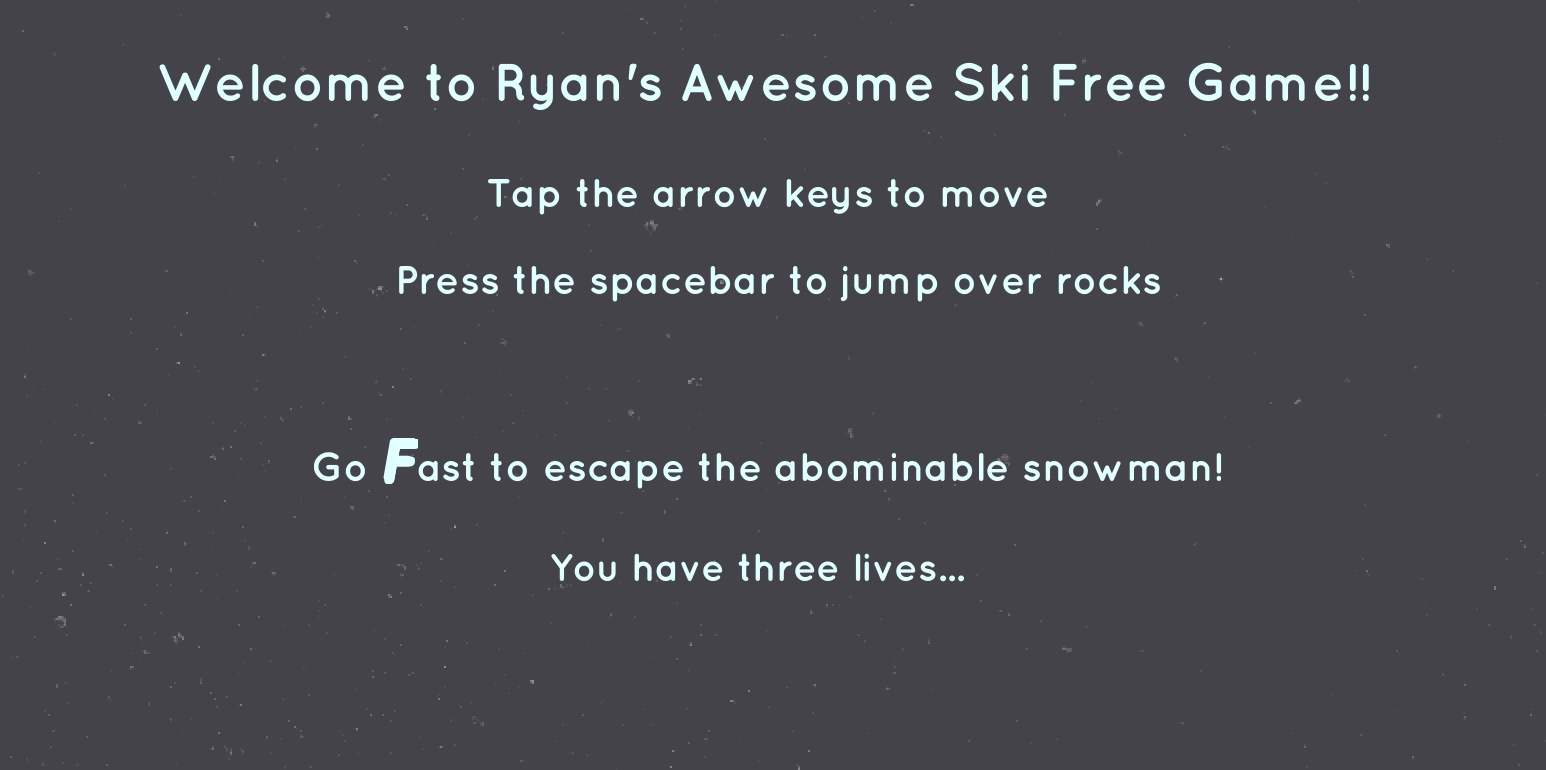 Welcome to Ryan's Awesome Ski Free Game!!
Tap the arrow keys to move
Press the spacebar to jump over rocks
Go Fast to escape the abominable snowman!
You have three lives...